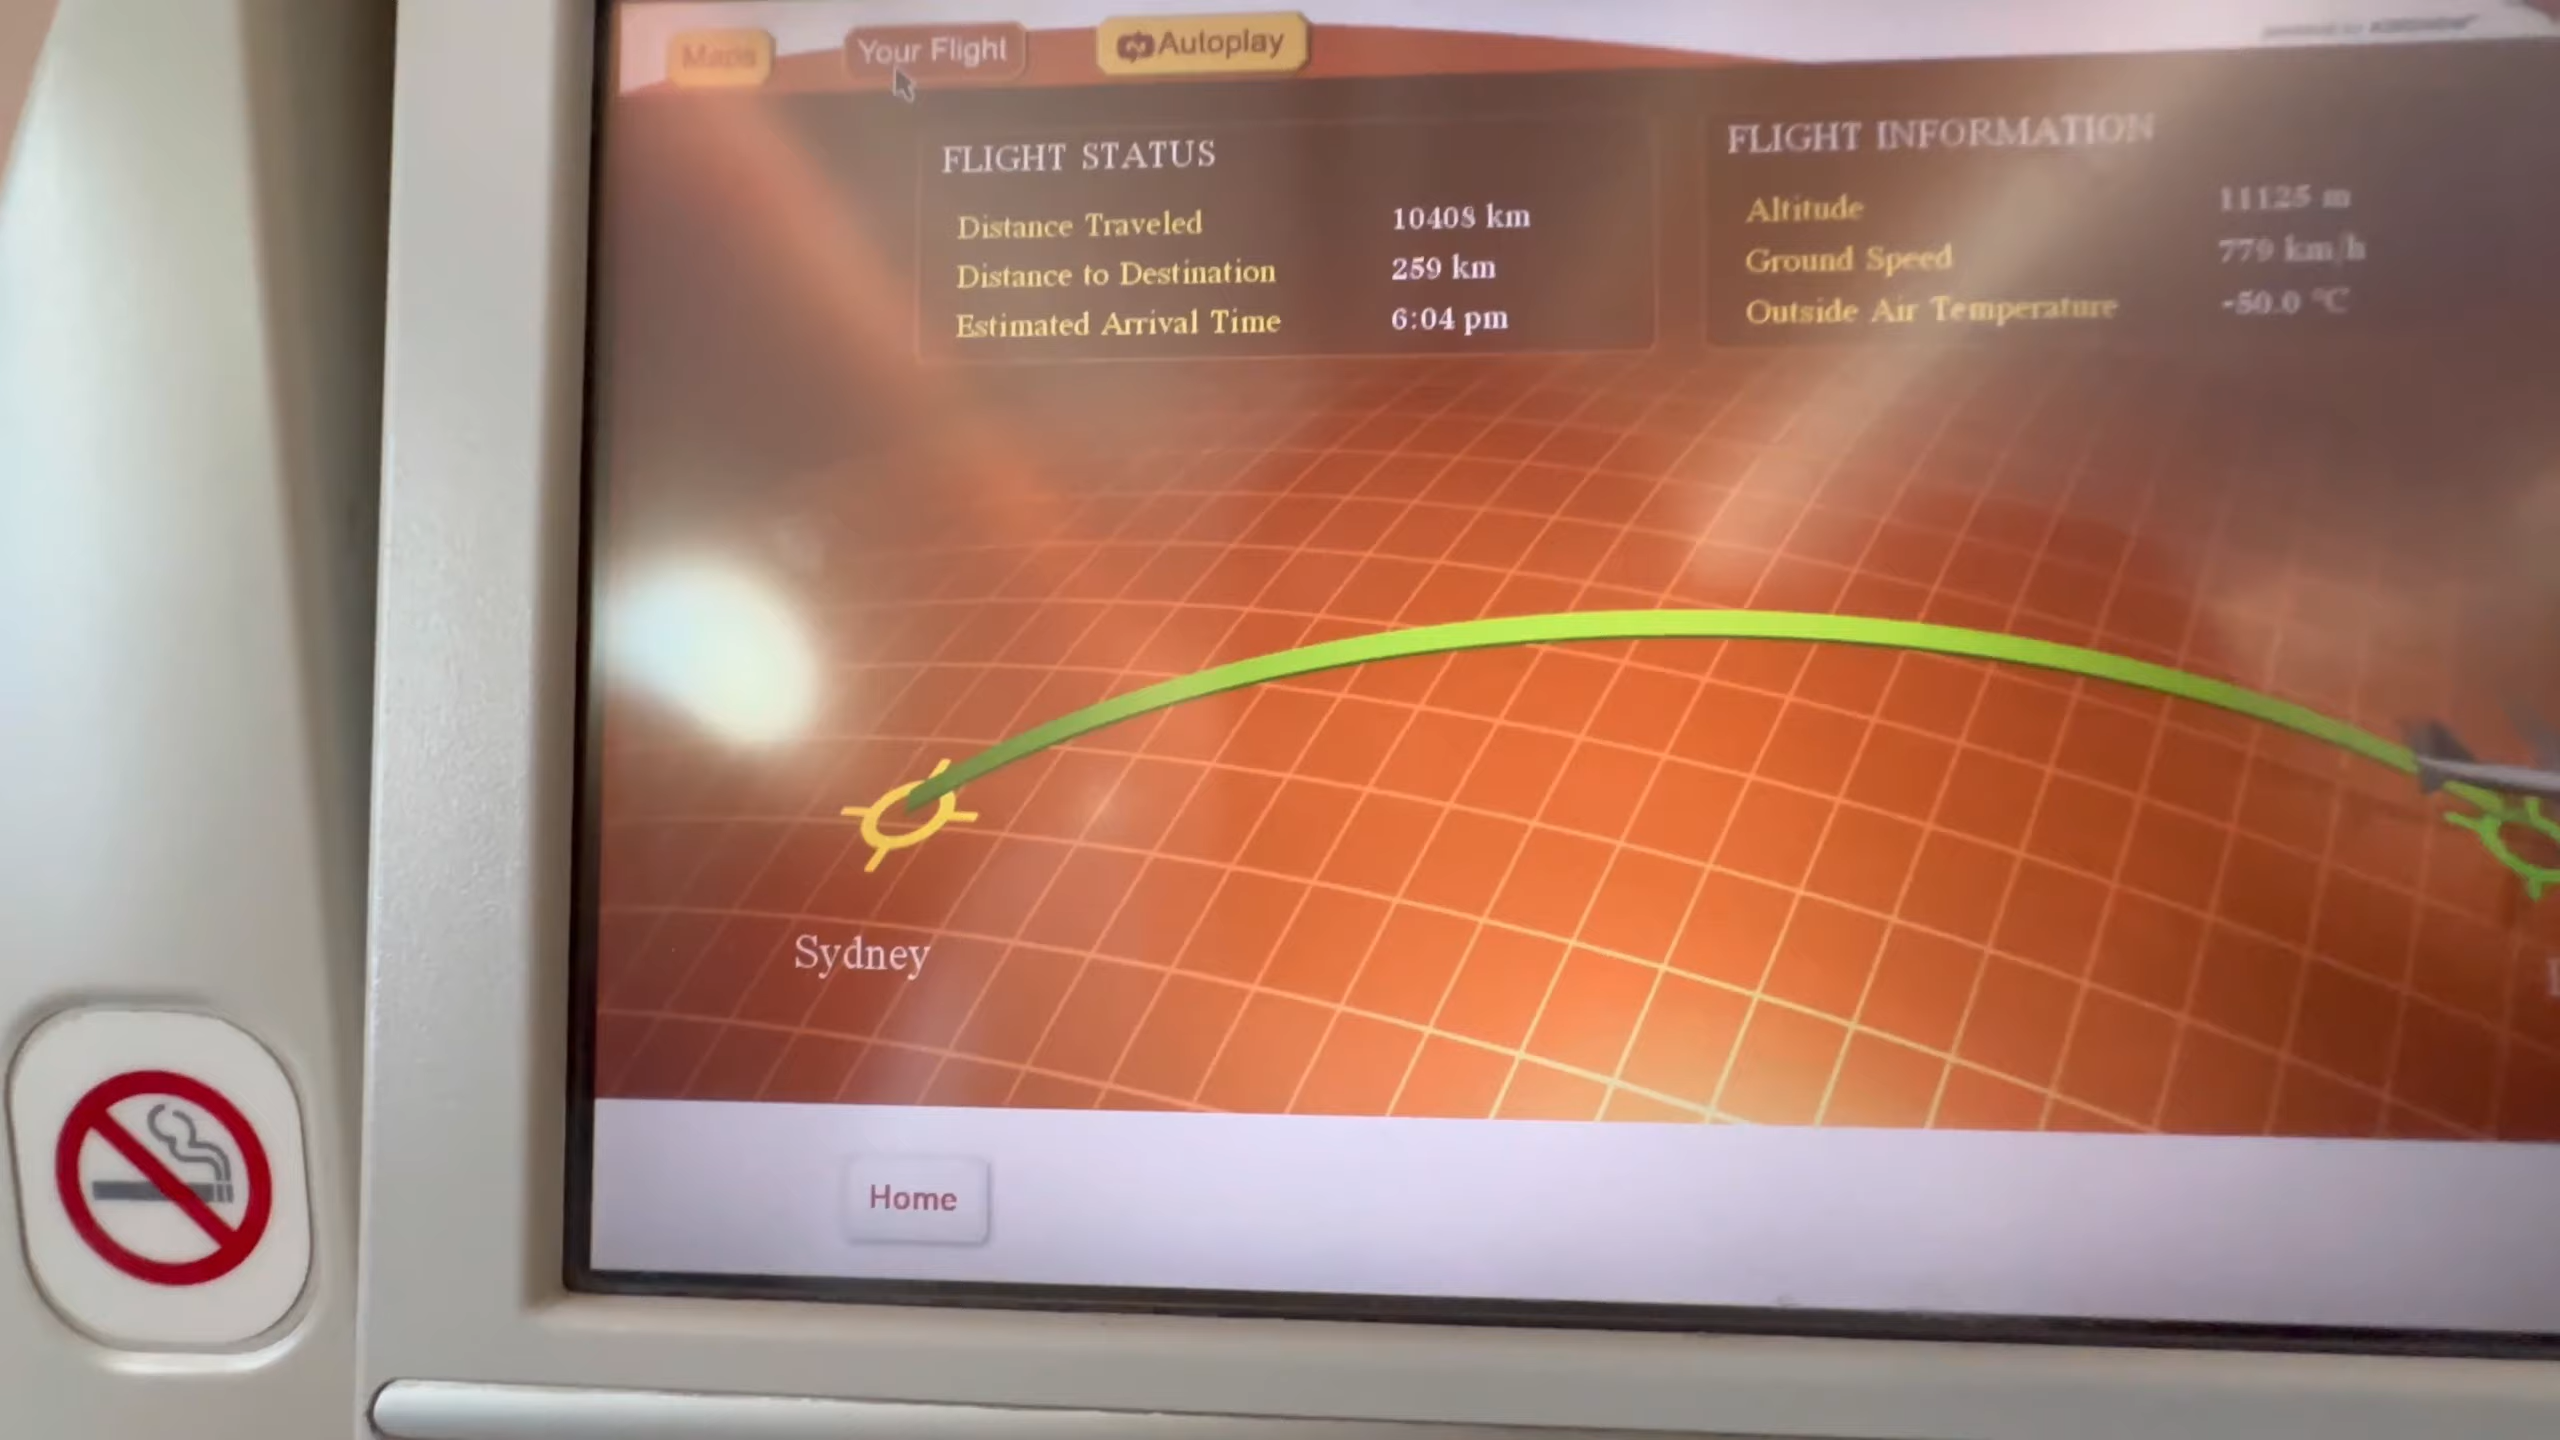 Maps
Your Flight
Autoplay
FLIGHT STATUS
Distance Traveled 10408 km
Distance to Destination 259 km
Estimated Arrival Time 6:04 pm
FLIGHT INFORMATION
Altitude 11125 m
Ground Speed 779 km/h
Outside Air Temperature -50.0 °C
Sydney
Home